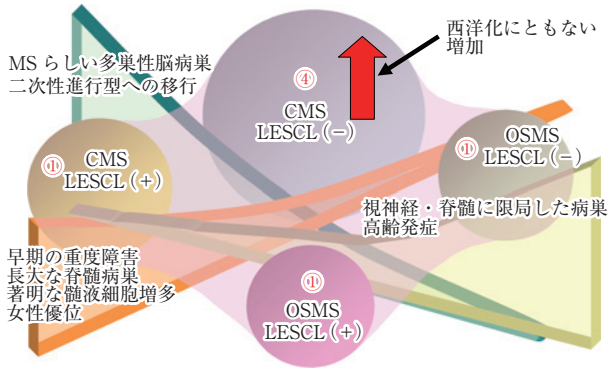 西洋化にともない
増加
MSらしい多巣性脳病巣
二次性進行型への移行
④
CMS
LESCL(−)
①
CMS
LESCL(+)
①
OSMS
LESCL(−)
視神経・脊髄に限局した病巣
高齢発症
早期の重度障害
長大な脊髄病巣
著明な髄液細胞増多
女性優位
①
OSMS
LESCL(+)